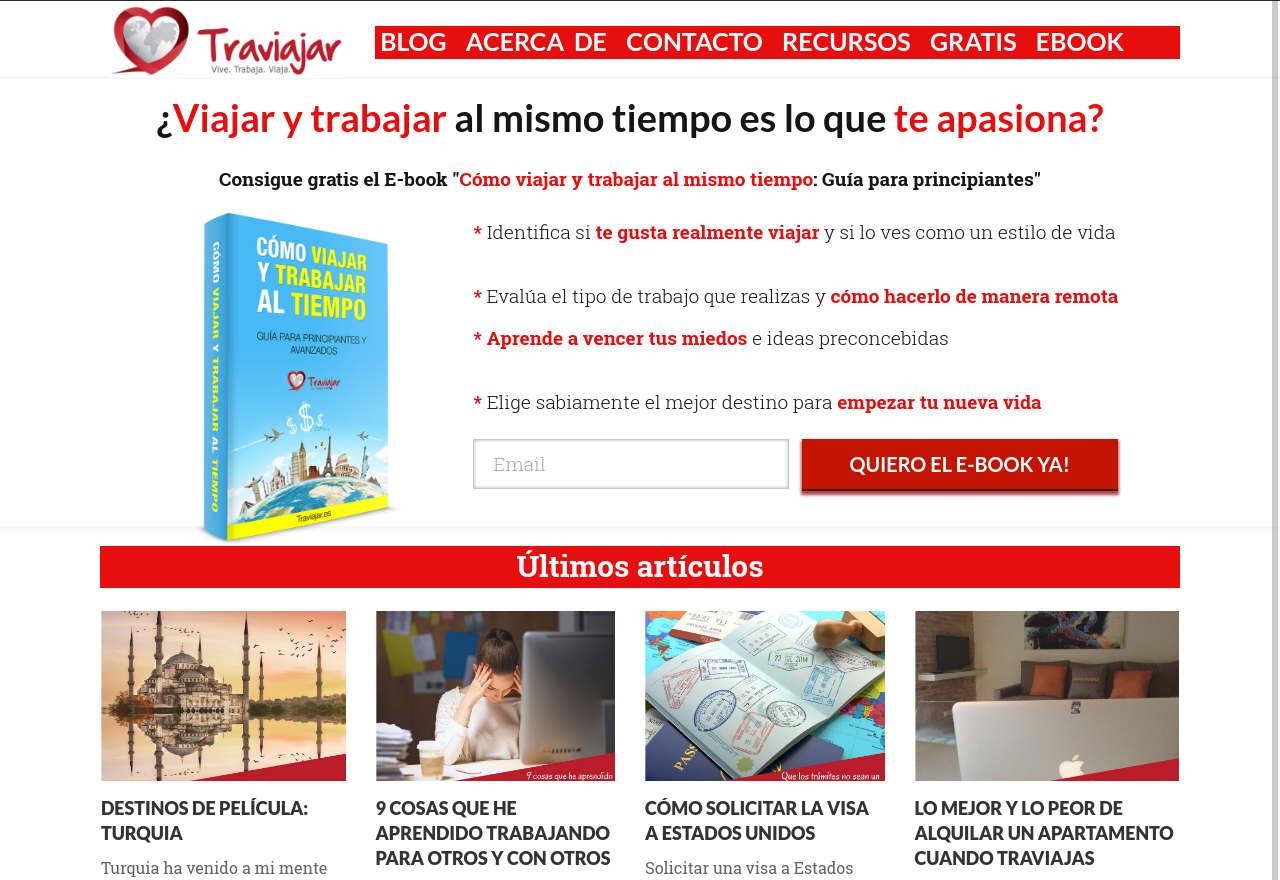 Traviajar
Vive. Trabaja. Viaja.
BLOG ACERCA DE CONTACTO RECURSOS GRATIS EBOOK
¿Viajar y trabajar al mismo tiempo es lo que te apasiona?
Consigue gratis el E-book "Cómo viajar y trabajar al mismo tiempo: Guía para principiantes"
CÓMO VIAJAR Y TRABAJAR AL TIEMPO
CÓMO VIAJAR
Y TRABAJAR
AL TIEMPO
GUÍA PARA PRINCIPIANTES Y
AVANZADOS
Traviajar
Traviajar.es
* Identifica si te gusta realmente viajar y si lo ves como un estilo de vida
* Evalúa el tipo de trabajo que realizas y cómo hacerlo de manera remota
* Aprende a vencer tus miedos e ideas preconcebidas
* Elige sabiamente el mejor destino para empezar tu nueva vida
Email
QUIERO EL E-BOOK YA!
Últimos artículos
9 cosas que he aprendido
PASS
Que los trámites no sean un
DESTINOS DE PELÍCULA:
TURQUIA
Turquia ha venido a mi mente
9 COSAS QUE HE
APRENDIDO TRABAJANDO
PARA OTROS Y CON OTROS
CÓMO SOLICITAR LA VISA
A ESTADOS UNIDOS
Solicitar una visa a Estados
LO MEJOR Y LO PEOR DE
ALQUILAR UN APARTAMENTO
CUANDO TRAVIAJAS